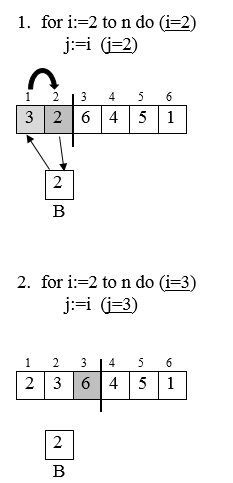 1. for i:=2 to n do (i=2)
j:=i (j=2)
1 2 3 4 5 6
3 2 6 4 5 1
2
B
2. for i:=2 to n do (i=3)
j:=i (j=3)
1 2 3 4 5 6
2 3 6 4 5 1
2
B